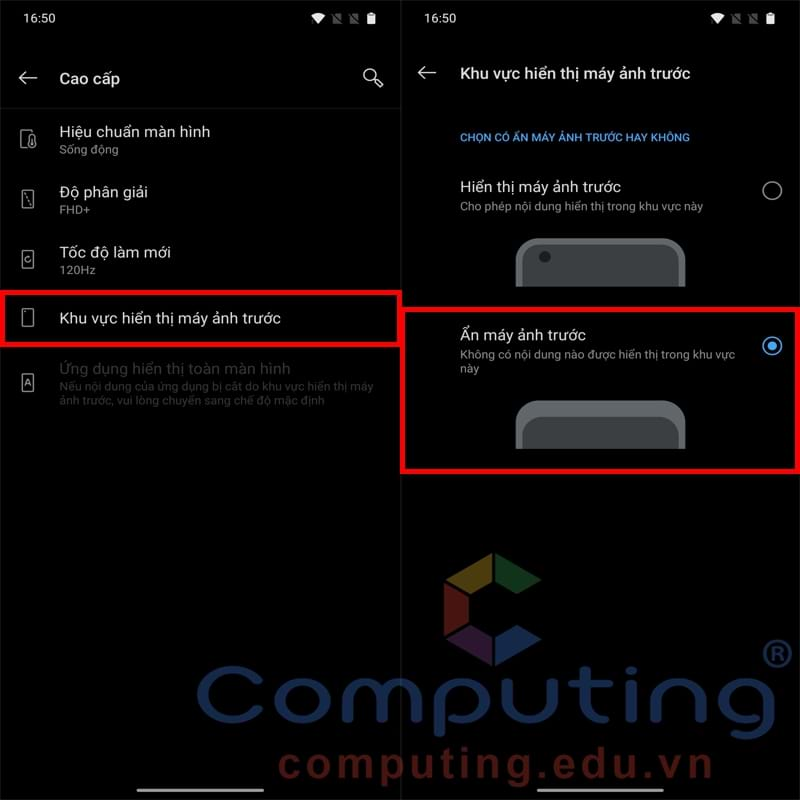 16:50
Cao cấp
Hiệu chuẩn màn hình
Sống động
Độ phân giải
FHD+
Tốc độ làm mới
120Hz
Khu vực hiển thị máy ảnh trước
Ứng dụng hiển thị toàn màn hình
Nếu nội dung của ứng dụng bị cắt do khu vực hiển thị máy
ảnh trước, vui lòng chuyển sang chế độ mặc định
16:50
Khu vực hiển thị máy ảnh trước
CHỌN CÓ ẨN MÁY ẢNH TRƯỚC HAY KHÔNG
Hiển thị máy ảnh trước
Cho phép nội dung hiển thị trong khu vực này
Ẩn máy ảnh trước
Không có nội dung nào được hiển thị trong khu vực
này
Computing®
computing.edu.vn